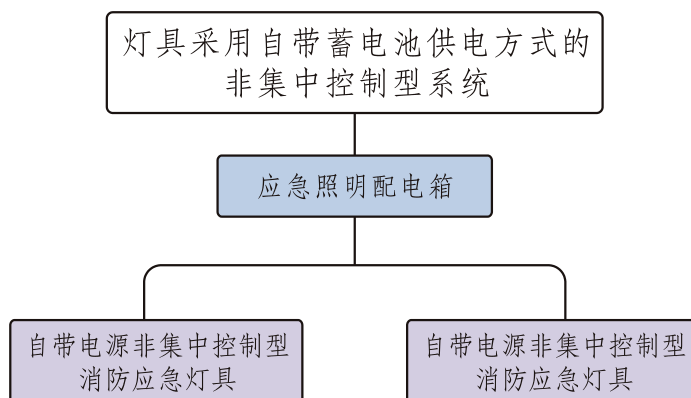 灯具采用自带蓄电池供电方式的
非集中控制型系统
应急照明配电箱
自带电源非集中控制型
消防应急灯具
自带电源非集中控制型
消防应急灯具